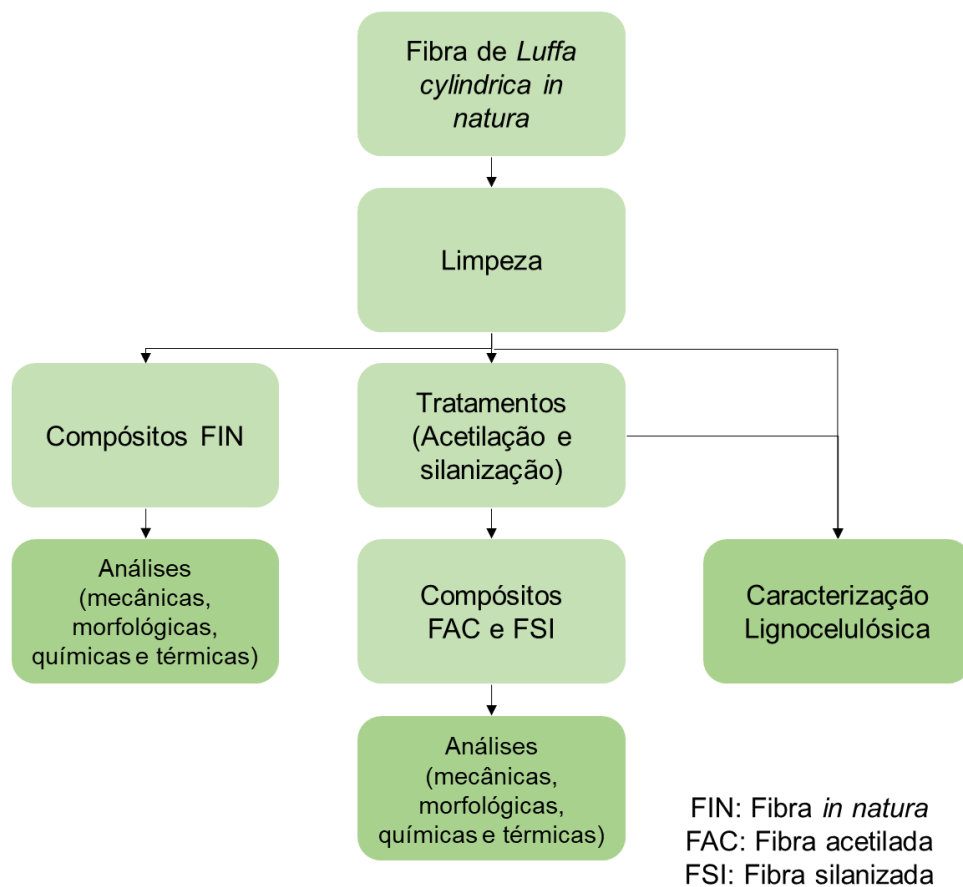 Fibra de Luffa
cylindrica in
natura
Limpeza
Compósitos FIN
Tratamentos
(Acetilação e
silanização)
Análises
(mecânicas,
morfológicas,
químicas e térmicas)
Compósitos
FAC e FSI
Caracterização
Lignocelulósica
Análises
(mecânicas,
morfológicas,
químicas e térmicas)
FIN: Fibra in natura
FAC: Fibra acetilada
FSI: Fibra silanizada